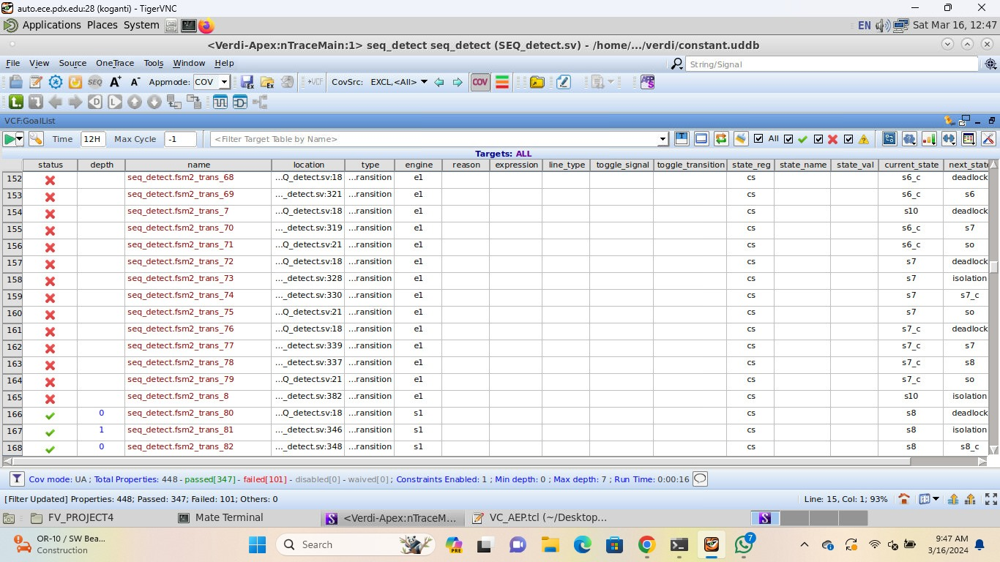 auto.ece.pdx.edu:28 (koganti) - TigerVNC
Applications Places System EN Sat Mar 16, 12:47
<Verdi-Apex:nTraceMain:1> seq_detect seq_detect (SEQ_detect.sv) - /home/.../verdi/constant.uddb
File View Source OneTrace Tools Window Help String/Signal
SEQ A+ A- Appmode: COV Ex Ex →VCF CovSrc: EXCL,<All> COV
VCF:GoalList
Time 12H Max Cycle -1 <Filter Target Table by Name> All
Targets: ALL
status depth name location type engine reason expression line_type toggle_signal toggle_transition state_reg state_name state_val current_state next_state
152 seq_detect.fsm2_trans_68 ...Q_detect.sv:18 ...ransition e1 cs s6_c deadlock
153 seq_detect.fsm2_trans_69 ..._detect.sv:321 ...ransition e1 cs s6_c s6
154 seq_detect.fsm2_trans_7 ...Q_detect.sv:18 ...ransition e1 cs s10 deadlock
155 seq_detect.fsm2_trans_70 ..._detect.sv:319 ...ransition e1 cs s6_c s7
156 seq_detect.fsm2_trans_71 ...Q_detect.sv:21 ...ransition e1 cs s6_c so
157 seq_detect.fsm2_trans_72 ...Q_detect.sv:18 ...ransition e1 cs s7 deadlock
158 seq_detect.fsm2_trans_73 ..._detect.sv:328 ...ransition e1 cs s7 isolation
159 seq_detect.fsm2_trans_74 ..._detect.sv:330 ...ransition e1 cs s7 s7_c
160 seq_detect.fsm2_trans_75 ...Q_detect.sv:21 ...ransition e1 cs s7 so
161 seq_detect.fsm2_trans_76 ...Q_detect.sv:18 ...ransition e1 cs s7_c deadlock
162 seq_detect.fsm2_trans_77 ..._detect.sv:339 ...ransition e1 cs s7_c s7
163 seq_detect.fsm2_trans_78 ..._detect.sv:337 ...ransition e1 cs s7_c s8
164 seq_detect.fsm2_trans_79 ...Q_detect.sv:21 ...ransition e1 cs s7_c so
165 seq_detect.fsm2_trans_8 ..._detect.sv:382 ...ransition e1 cs s10 isolation
166 0 seq_detect.fsm2_trans_80 ...Q_detect.sv:18 ...ransition s1 cs s8 deadlock
167 1 seq_detect.fsm2_trans_81 ..._detect.sv:346 ...ransition s1 cs s8 isolation
168 0 seq_detect.fsm2_trans_82 ..._detect.sv:348 ...ransition s1 cs s8 s8_c
Cov mode: UA ; Total Properties: 448 - passed[347] - failed[101] - disabled[0] - waived[0] ; Constraints Enabled: 1 ; Min depth: 0 ; Max depth: 7 ; Run Time: 0:00:16
[Filter Updated] Properties: 448; Passed: 347; Failed: 101; Others: 0 Line: 15, Col: 1; 93%
FV_PROJECT4 Mate Terminal <Verdi-Apex:nTraceM... VC_AEP.tcl (~/Desktop...
OR-10 / SW Bea... Search PRE 7 9:47 AM
Construction 3/16/2024